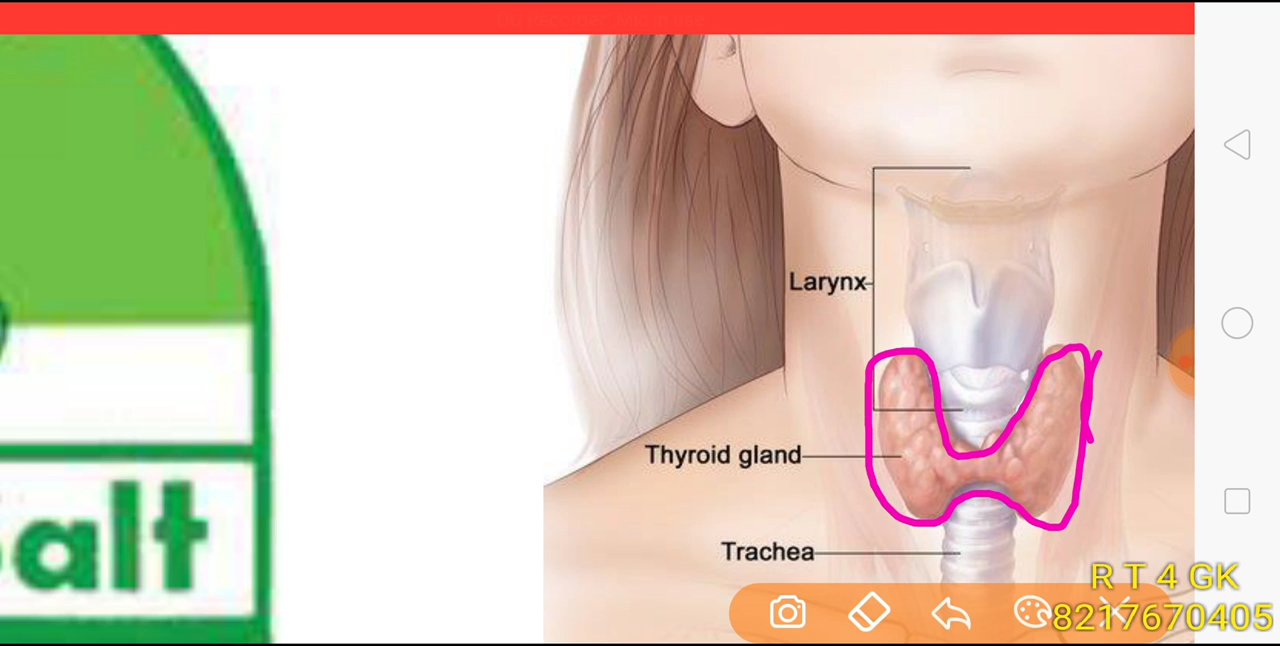 Larynx
Thyroid gland
Trachea
alt
R T 4 GK
8217670405